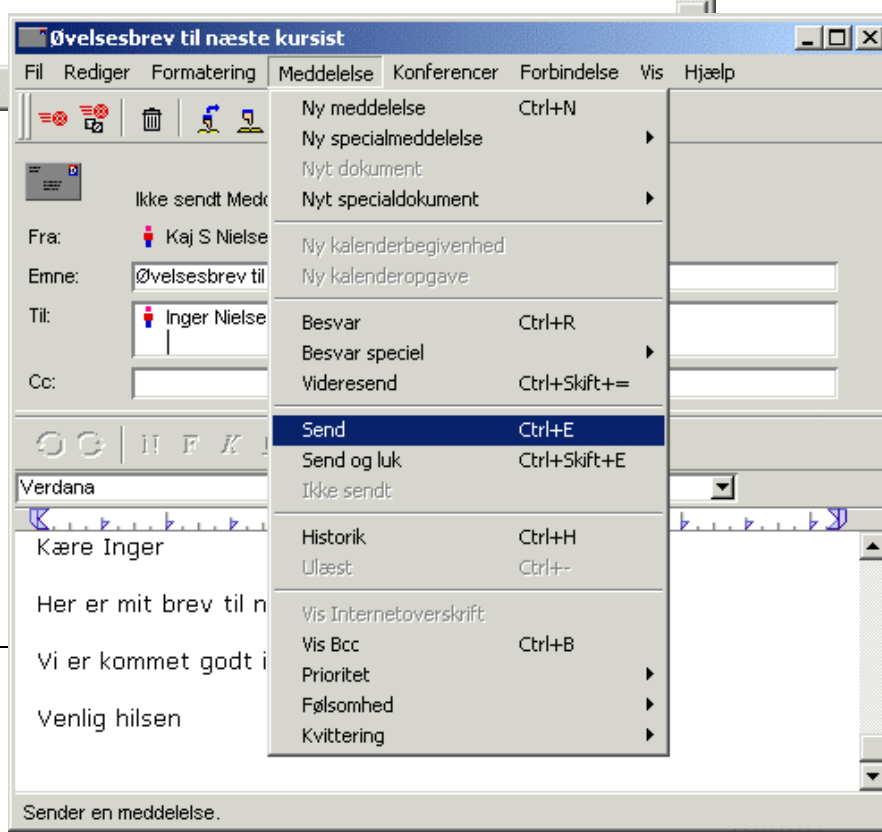 Øvelsesbrev til næste kursist
Fil Rediger Formatering Meddelelse Konferencer Forbindelse Vis Hjælp
Ny meddelelse Ctrl+N
Ny specialmeddelelse
Nyt dokument
Nyt specialdokument
Ny kalenderbegivenhed
Ny kalenderopgave
Besvar Ctrl+R
Besvar speciel
Videresend Ctrl+Skift+=
Send Ctrl+E
Send og luk Ctrl+Skift+E
Ikke sendt
Historik Ctrl+H
Ulæst Ctrl+-
Vis Internetoverskrift
Vis Bcc Ctrl+B
Prioritet
Følsomhed
Kvittering
Ikke sendt Medd
Fra: Kaj S Nielse
Emne: Øvelsesbrev til
Til: Inger Nielse
Cc:
F K
Verdana
Kære Inger
Her er mit brev til n
Vi er kommet godt i
Venlig hilsen
Sender en meddelelse.